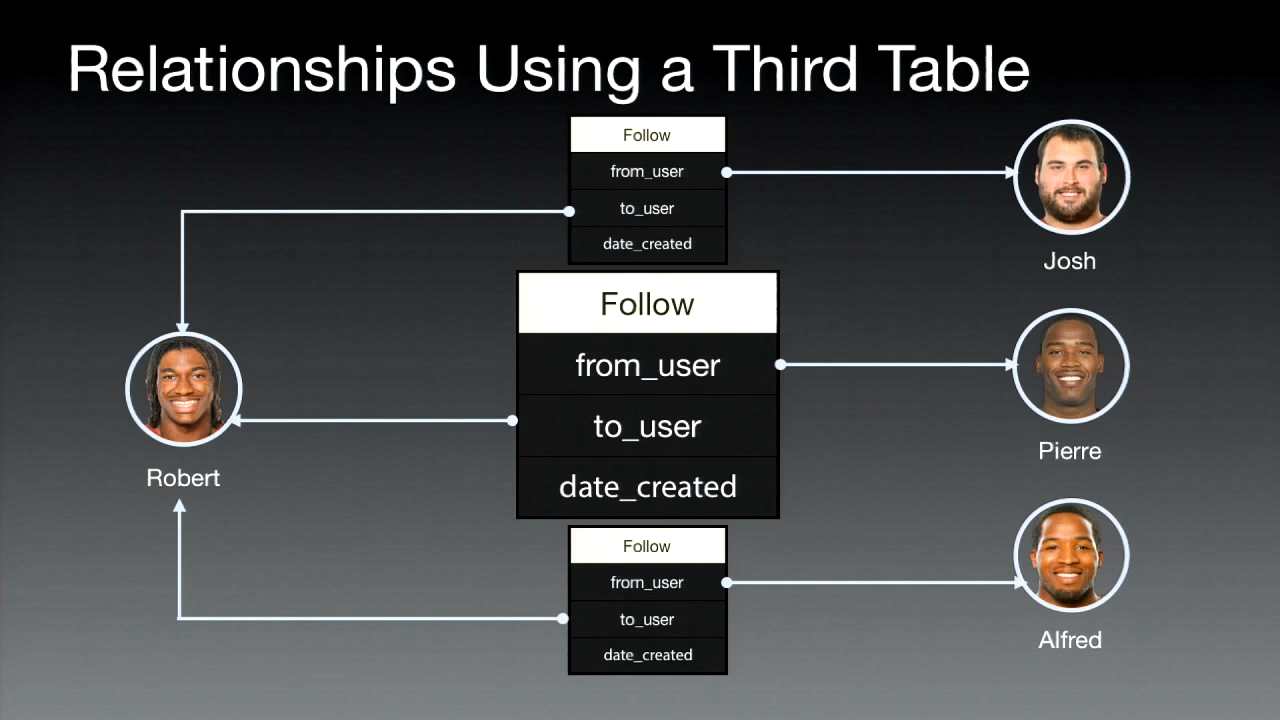 Relationships Using a Third Table
Follow
from_user
to_user
date_created
Josh
Follow
from_user
to_user
date_created
Pierre
Robert
Follow
from_user
to_user
date_created
Alfred